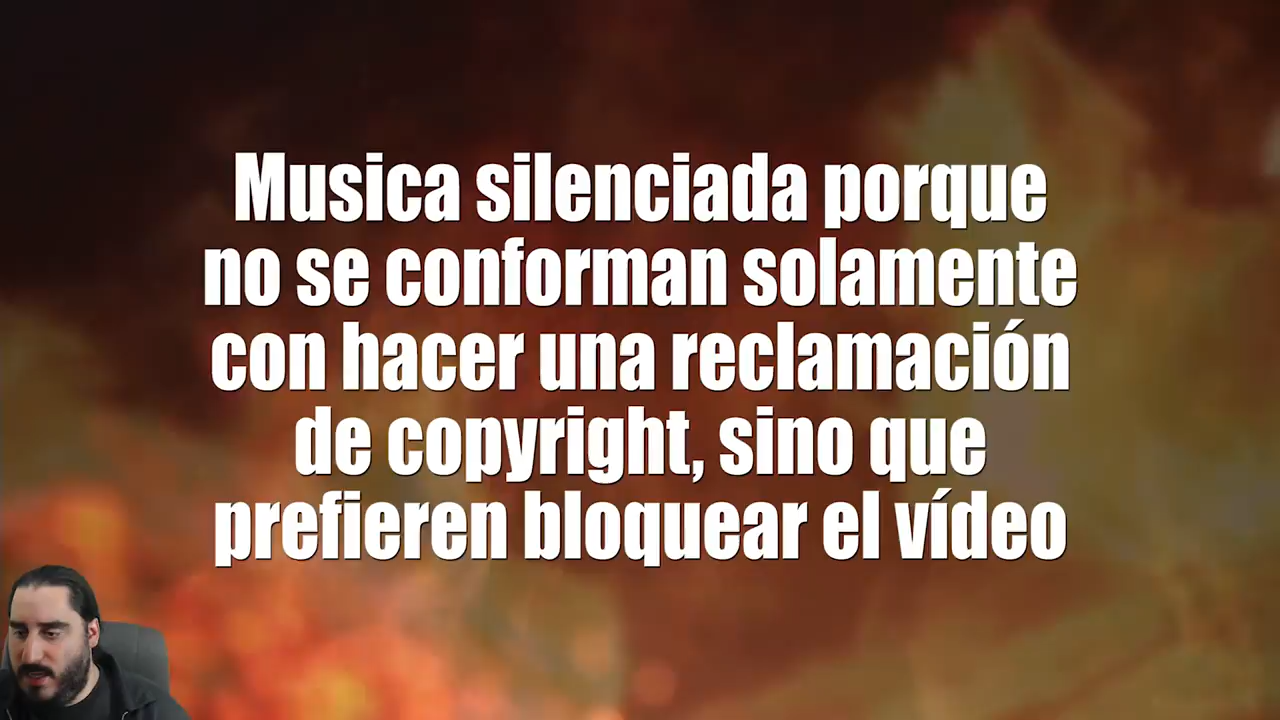 Musica silenciada porque
no se conforman solamente
con hacer una reclamación
de copyright, sino que
prefieren bloquear el vídeo